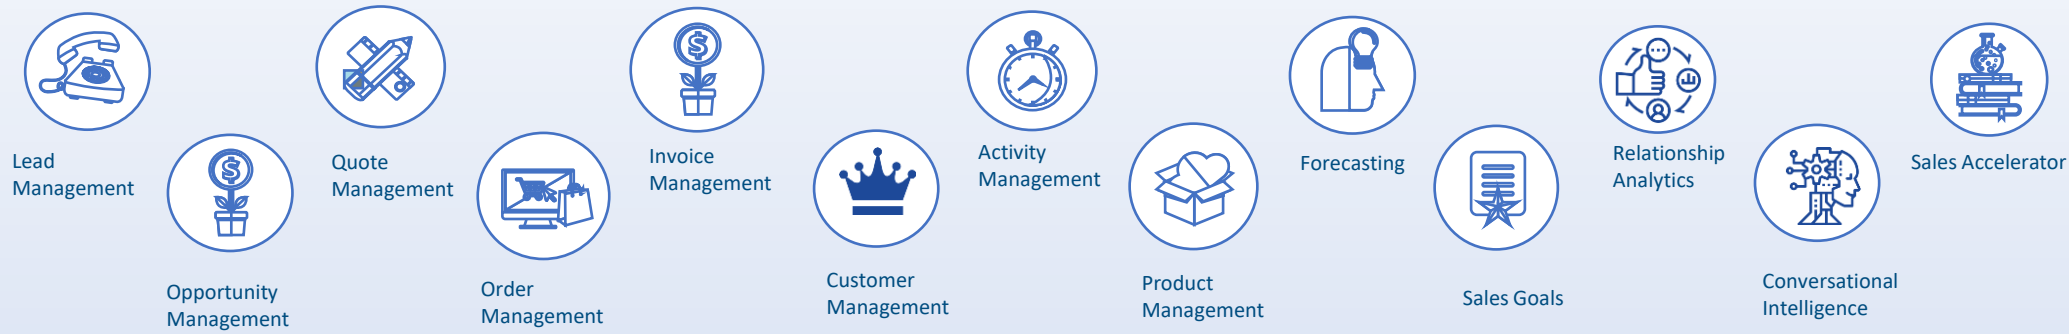 Lead
Management
Opportunity
Management
Quote
Management
Order
Management
Invoice
Management
Customer
Management
Activity
Management
Product
Management
Forecasting
Sales Goals
Relationship
Analytics
Conversational
Intelligence
Sales Accelerator